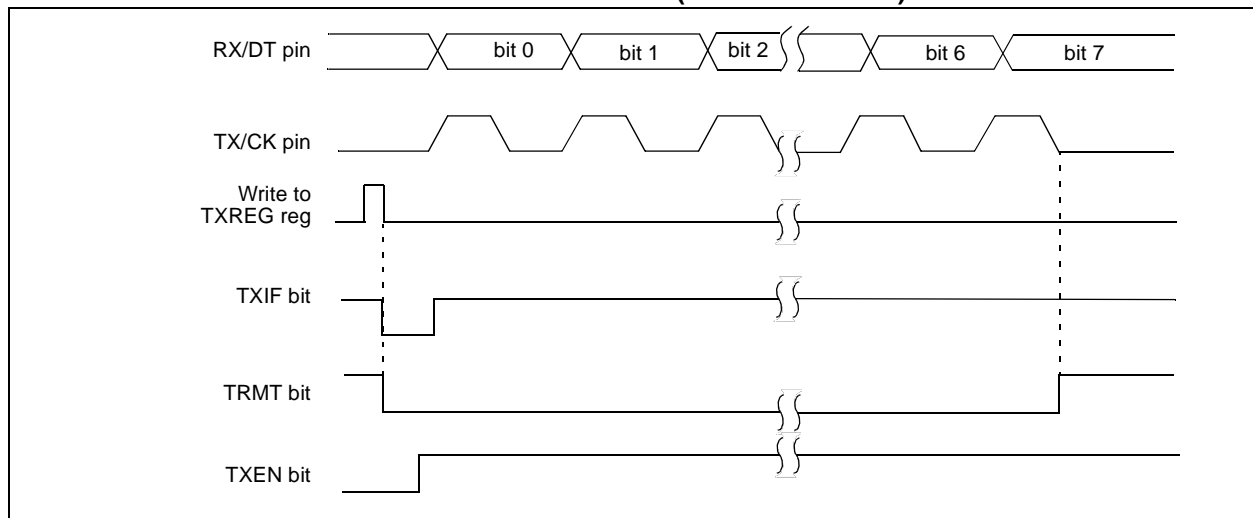 RX/DT pin
bit 0 bit 1 bit 2 bit 6 bit 7
TX/CK pin
Write to
TXREG reg
TXIF bit
TRMT bit
TXEN bit